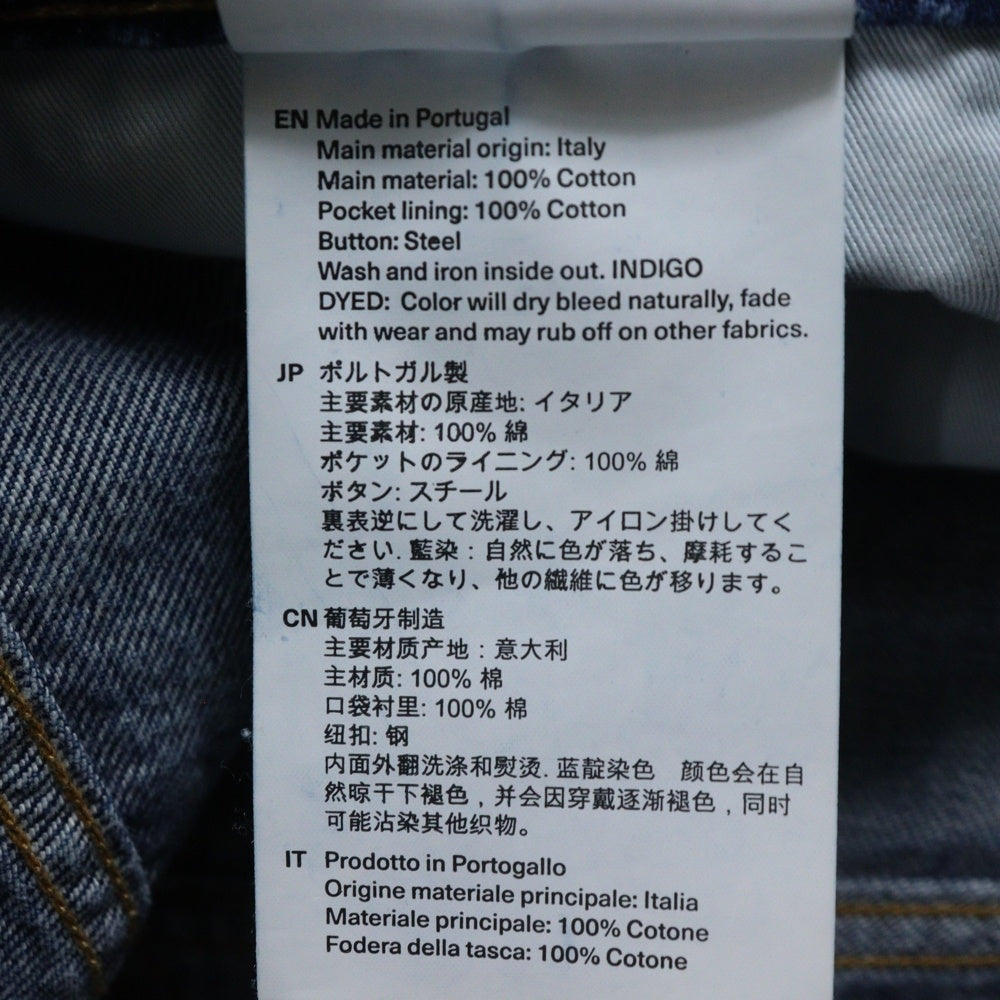 EN Made in Portugal
Main material origin: Italy
Main material: 100% Cotton
Pocket lining: 100% Cotton
Button: Steel
Wash and iron inside out. INDIGO
DYED: Color will dry bleed naturally, fade
with wear and may rub off on other fabrics.
JP ポルトガル製
主要素材の原産地: イタリア
主要素材: 100% 綿
ポケットのライニング: 100% 綿
ボタン: スチール
裏表逆にして洗濯し、アイロン掛けしてく
ださい. 藍染：自然に色が落ち、摩耗するこ
とで薄くなり、他の繊維に色が移ります。
CN 葡萄牙制造
主要材质产地：意大利
主材质: 100% 棉
口袋衬里: 100% 棉
纽扣: 钢
内面外翻洗涤和熨烫. 蓝靛染色 颜色会在自
然晾干下褪色，并会因穿戴逐渐褪色，同时
可能沾染其他织物。
IT Prodotto in Portogallo
Origine materiale principale: Italia
Materiale principale: 100% Cotone
Fodera della tasca: 100% Cotone